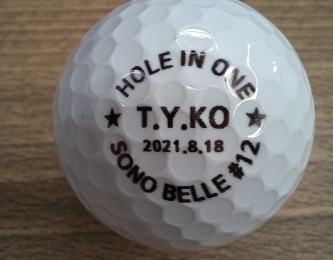 HOLE IN ONE
★ T.Y.KO ★
2021.8.18
SONO BELLE #12